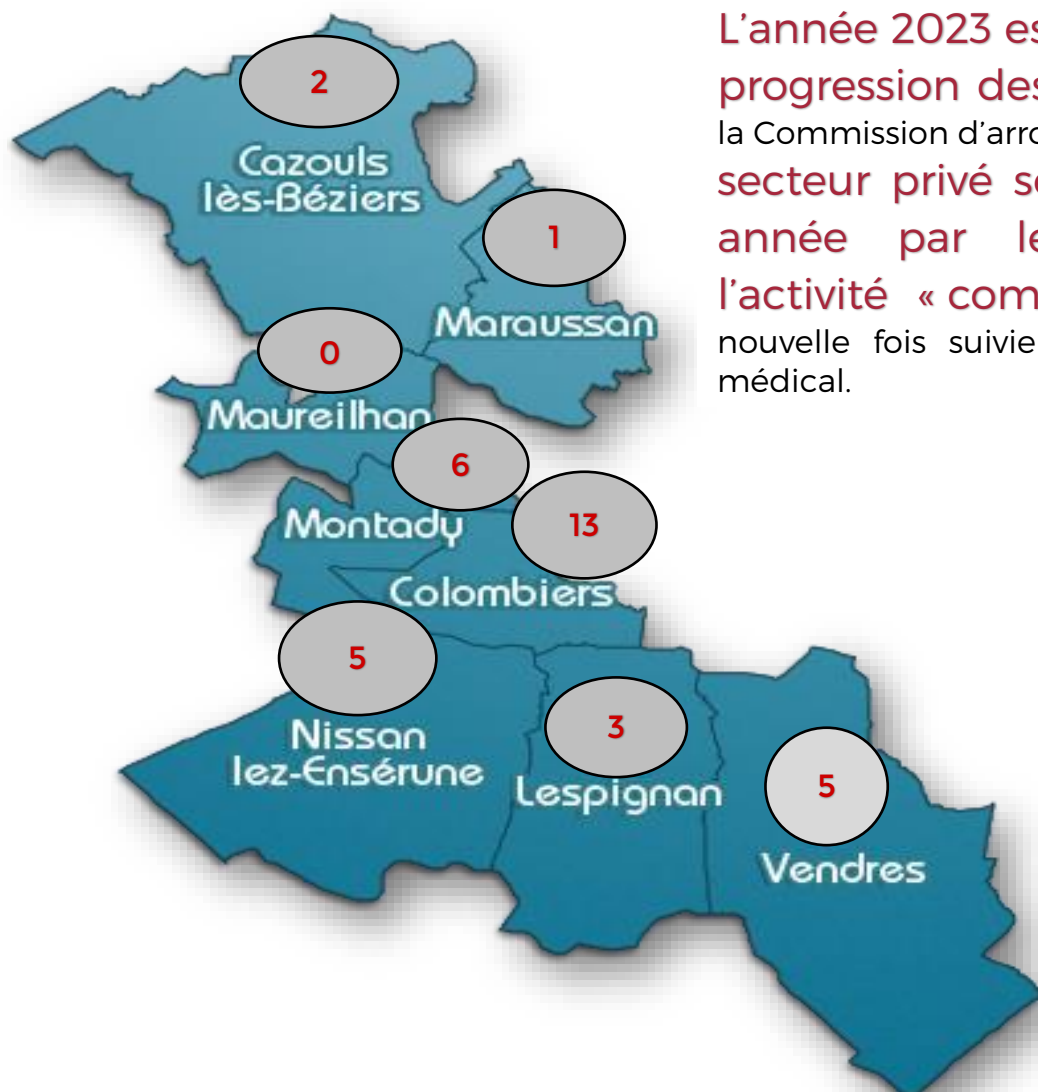 2
Cazouls
lès-Béziers
1
Maraussan
0
Maureilhan
6
Montady
13
Colombiers
5
Nissan
lez-Ensérune
3
Lespignan
5
Vendres
L'année 2023 es
progression des
la Commission d'arro
secteur privé so
année par le
l'activité « com
nouvelle fois suivie
médical.